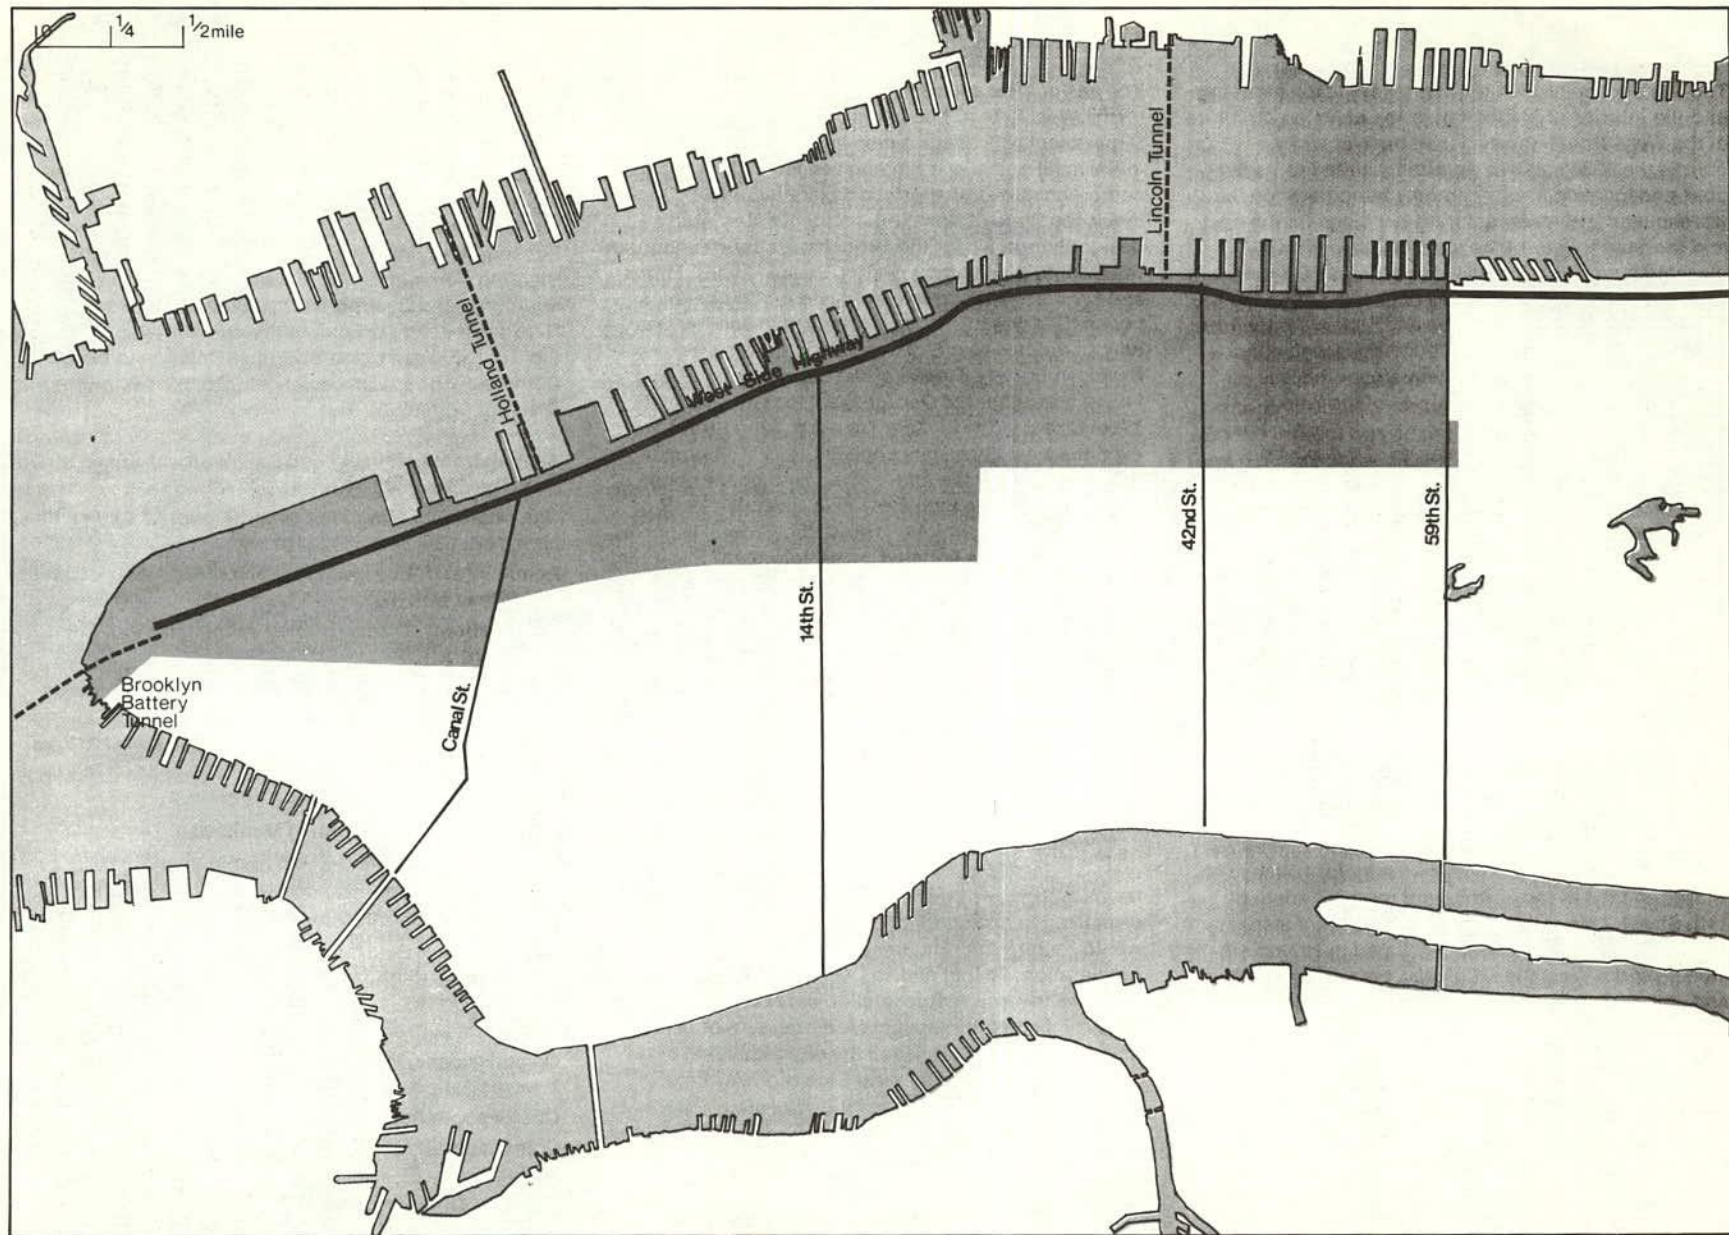 0 1/4 1/2 mile
Lincoln Tunnel
Holland Tunnel
West Side Highway
42nd St.
59th St.
14th St.
Canal St.
Brooklyn
Battery
Tunnel